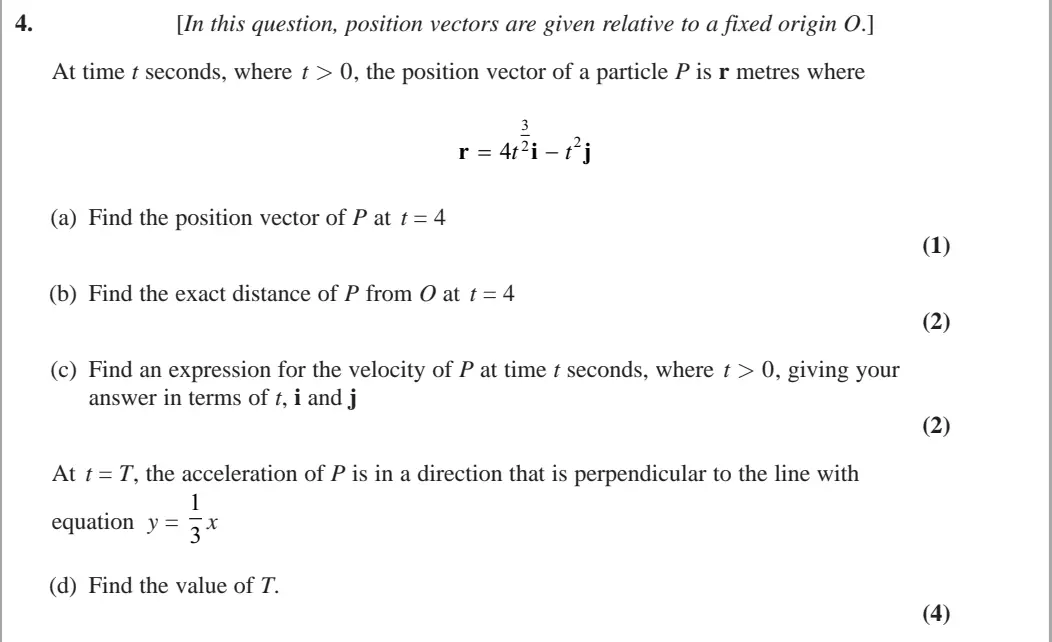 4. [In this question, position vectors are given relative to a fixed origin O.]
At time t seconds, where t > 0, the position vector of a particle P is r metres where
r = 4t^(3/2) i − t² j
(a) Find the position vector of P at t = 4
(1)
(b) Find the exact distance of P from O at t = 4
(2)
(c) Find an expression for the velocity of P at time t seconds, where t > 0, giving your
answer in terms of t, i and j
(2)
At t = T, the acceleration of P is in a direction that is perpendicular to the line with
equation y = 1/3 x
(d) Find the value of T.
(4)